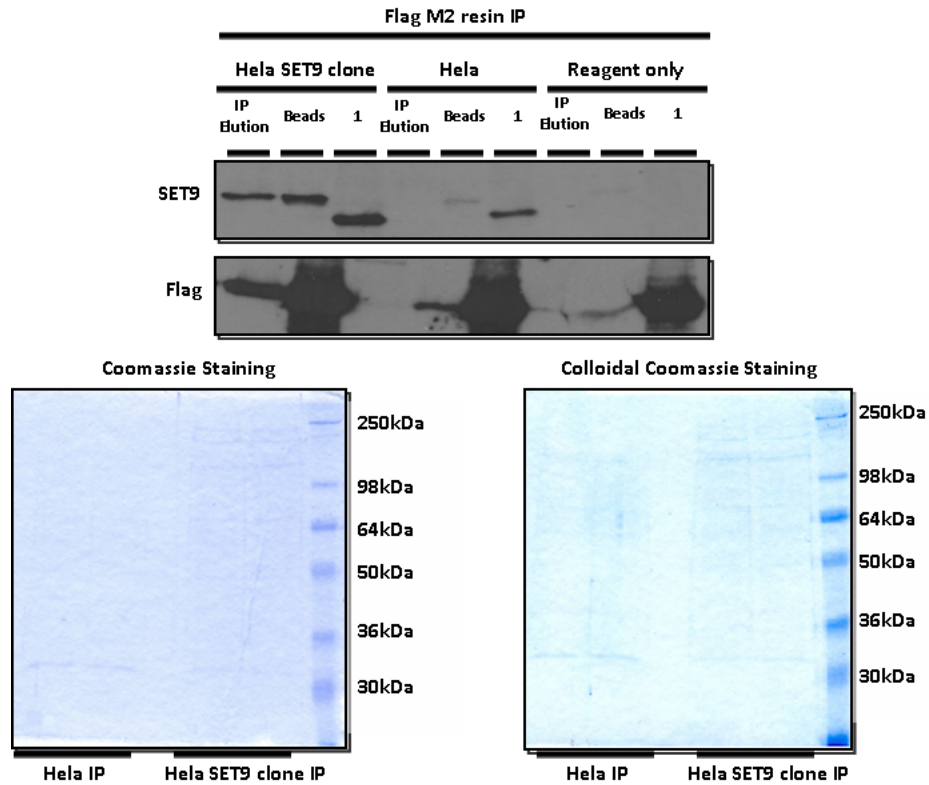 Flag M2 resin IP
Hela SET9 clone Hela Reagent only
IP Elution Beads 1 IP Elution Beads 1 IP Elution Beads 1
SET9
Flag
Coomassie Staining
250kDa
98kDa
64kDa
50kDa
36kDa
30kDa
Hela IP Hela SET9 clone IP
Colloidal Coomassie Staining
250kDa
98kDa
64kDa
50kDa
36kDa
30kDa
Hela IP Hela SET9 clone IP